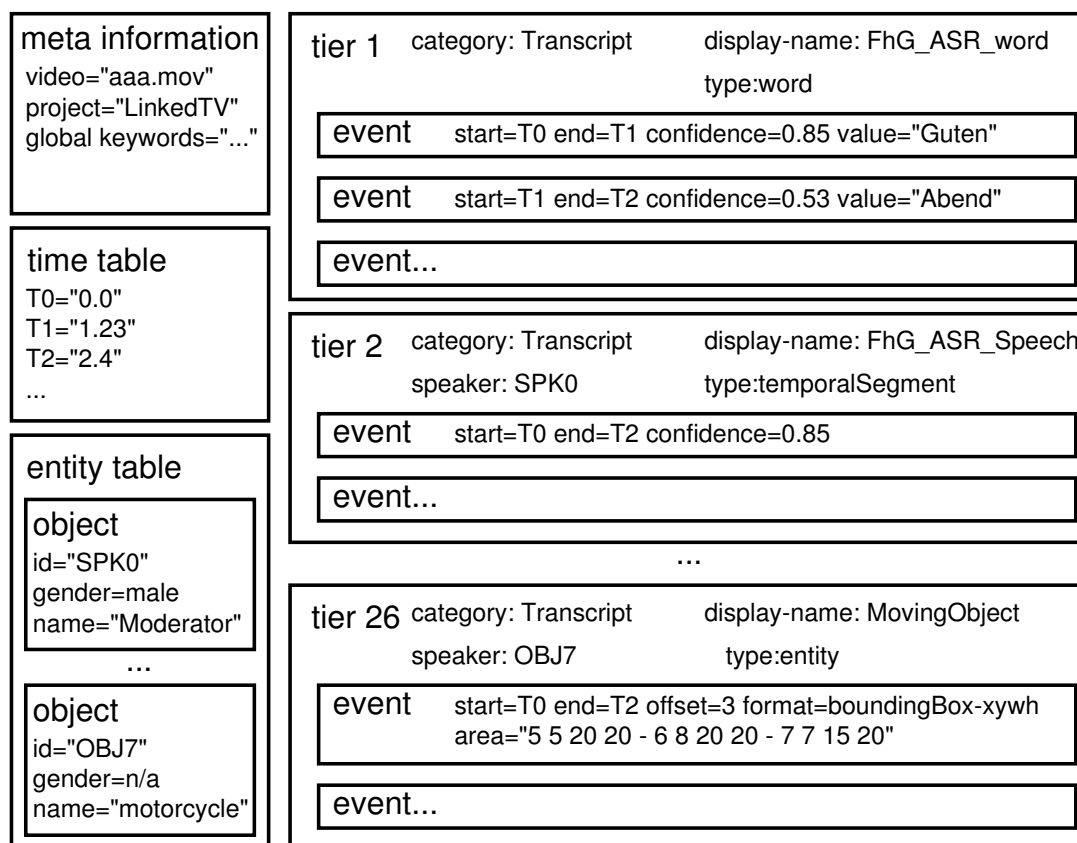 meta information
video="aaa.mov"
project="LinkedTV"
global keywords="..."
time table
T0="0.0"
T1="1.23"
T2="2.4"
...
entity table
object
id="SPK0"
gender=male
name="Moderator"
...
object
id="OBJ7"
gender=n/a
name="motorcycle"
tier 1 category: Transcript display-name: FhG_ASR_word
type:word
event start=T0 end=T1 confidence=0.85 value="Guten"
event start=T1 end=T2 confidence=0.53 value="Abend"
event...
tier 2 category: Transcript display-name: FhG_ASR_Speech
speaker: SPK0 type:temporalSegment
event start=T0 end=T2 confidence=0.85
event...
...
tier 26 category: Transcript display-name: MovingObject
speaker: OBJ7 type:entity
event start=T0 end=T2 offset=3 format=boundingBox-xywh
area="5 5 20 20 - 6 8 20 20 - 7 7 15 20"
event...